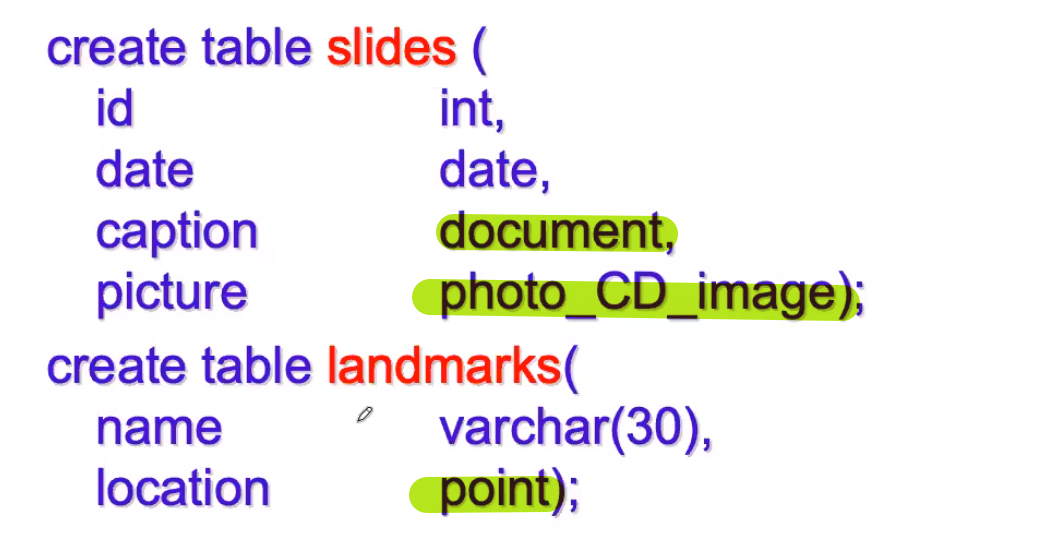 create table slides (
id int,
date date,
caption document,
picture photo_CD_image);
create table landmarks(
name varchar(30),
location point);